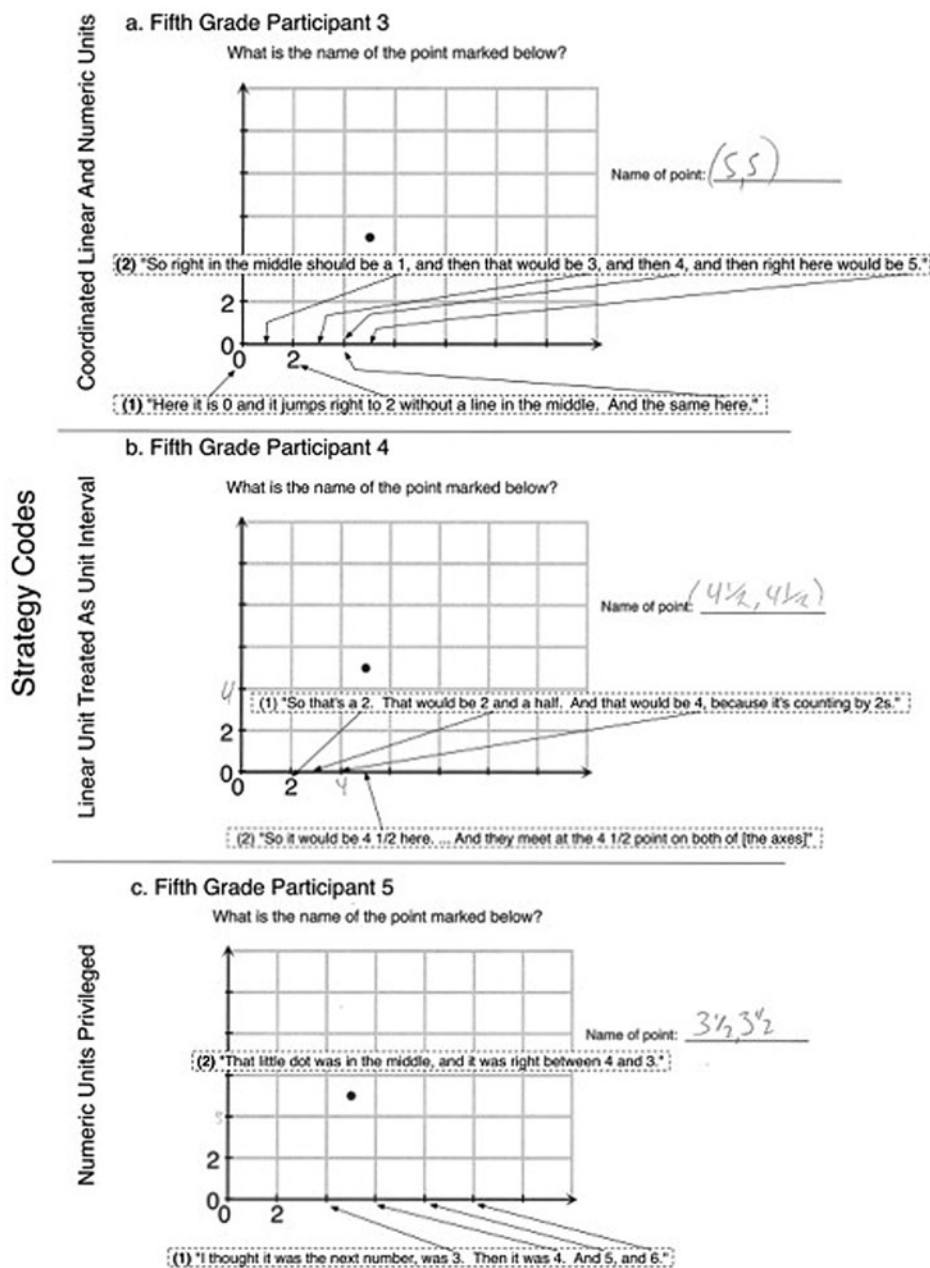 Strategy Codes
Coordinated Linear And Numeric Units
a. Fifth Grade Participant 3
What is the name of the point marked below?
Name of point: (5,5)
(2) "So right in the middle should be a 1, and then that would be 3, and then 4, and then right here would be 5."
2
0
0 2
(1) "Here it is 0 and it jumps right to 2 without a line in the middle. And the same here."
Linear Unit Treated As Unit Interval
b. Fifth Grade Participant 4
What is the name of the point marked below?
Name of point: (4 1/2, 4 1/2)
4
(1) "So that's a 2. That would be 2 and a half. And that would be 4, because it's counting by 2s."
2
0
0 2 4
(2) "So it would be 4 1/2 here. ... And they meet at the 4 1/2 point on both of [the axes]"
Numeric Units Privileged
c. Fifth Grade Participant 5
What is the name of the point marked below?
Name of point: 3 1/2, 3 1/2
(2) "That little dot was in the middle, and it was right between 4 and 3."
3
2
0
0 2
(1) "I thought it was the next number, was 3. Then it was 4. And 5, and 6."